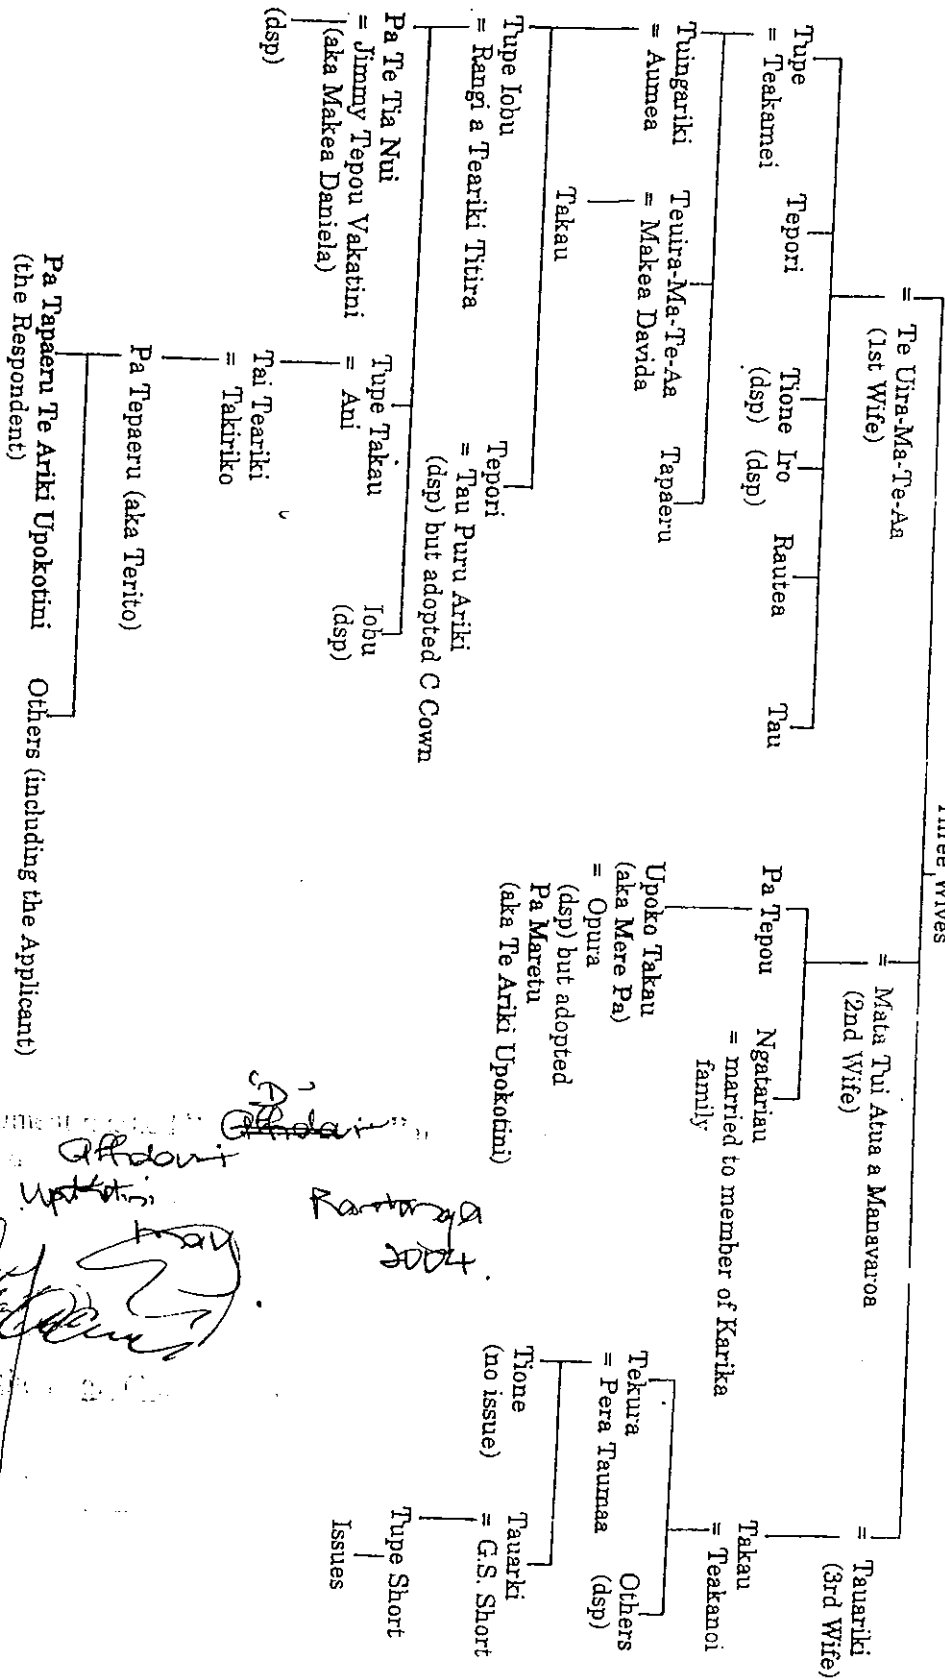 Three Wives
= Te Uira-Ma-Te-Aa
(1st Wife)
= Mata Tui Atua a Manavaroa
(2nd Wife)
= Tauariki
(3rd Wife)
Tupe
= Teakamei
Tepori
Tione
(dsp)
Iro
(dsp)
Rautea
Tau
Pa Tepou
Ngatariau
= married to member of Karika
family
Takau
= Teakanoi
Tuingariki
= Aumea
Teuira-Ma-Te-Aa
= Makea Davida
Tapaeru
Upoko Takau
(aka Mere Pa)
= Opura
(dsp) but adopted
Pa Maretu
(aka Te Ariki Upokotini)
Tekura
= Pera Taumaa
Others
(dsp)
Takau
Tupe Iobu
= Rangi a Teariki Titira
Tepori
= Tau Puru Ariki
(dsp) but adopted C Cown
Tione
(no issue)
Tauarki
= G.S. Short
Tupe Short
Issues
Pa Te Tia Nui
= Jimmy Tepou Vakatini
(aka Makea Daniela)
(dsp)
Tupe Takau
= Ani
Iobu
(dsp)
Tai Teariki
= Takiriko
Pa Tepaeru (aka Terito)
Pa Tapaeru Te Ariki Upokotini
(the Respondent)
Others (including the Applicant)
"D"
Affidavit
Upokotini
Rarotonga
May
2004.